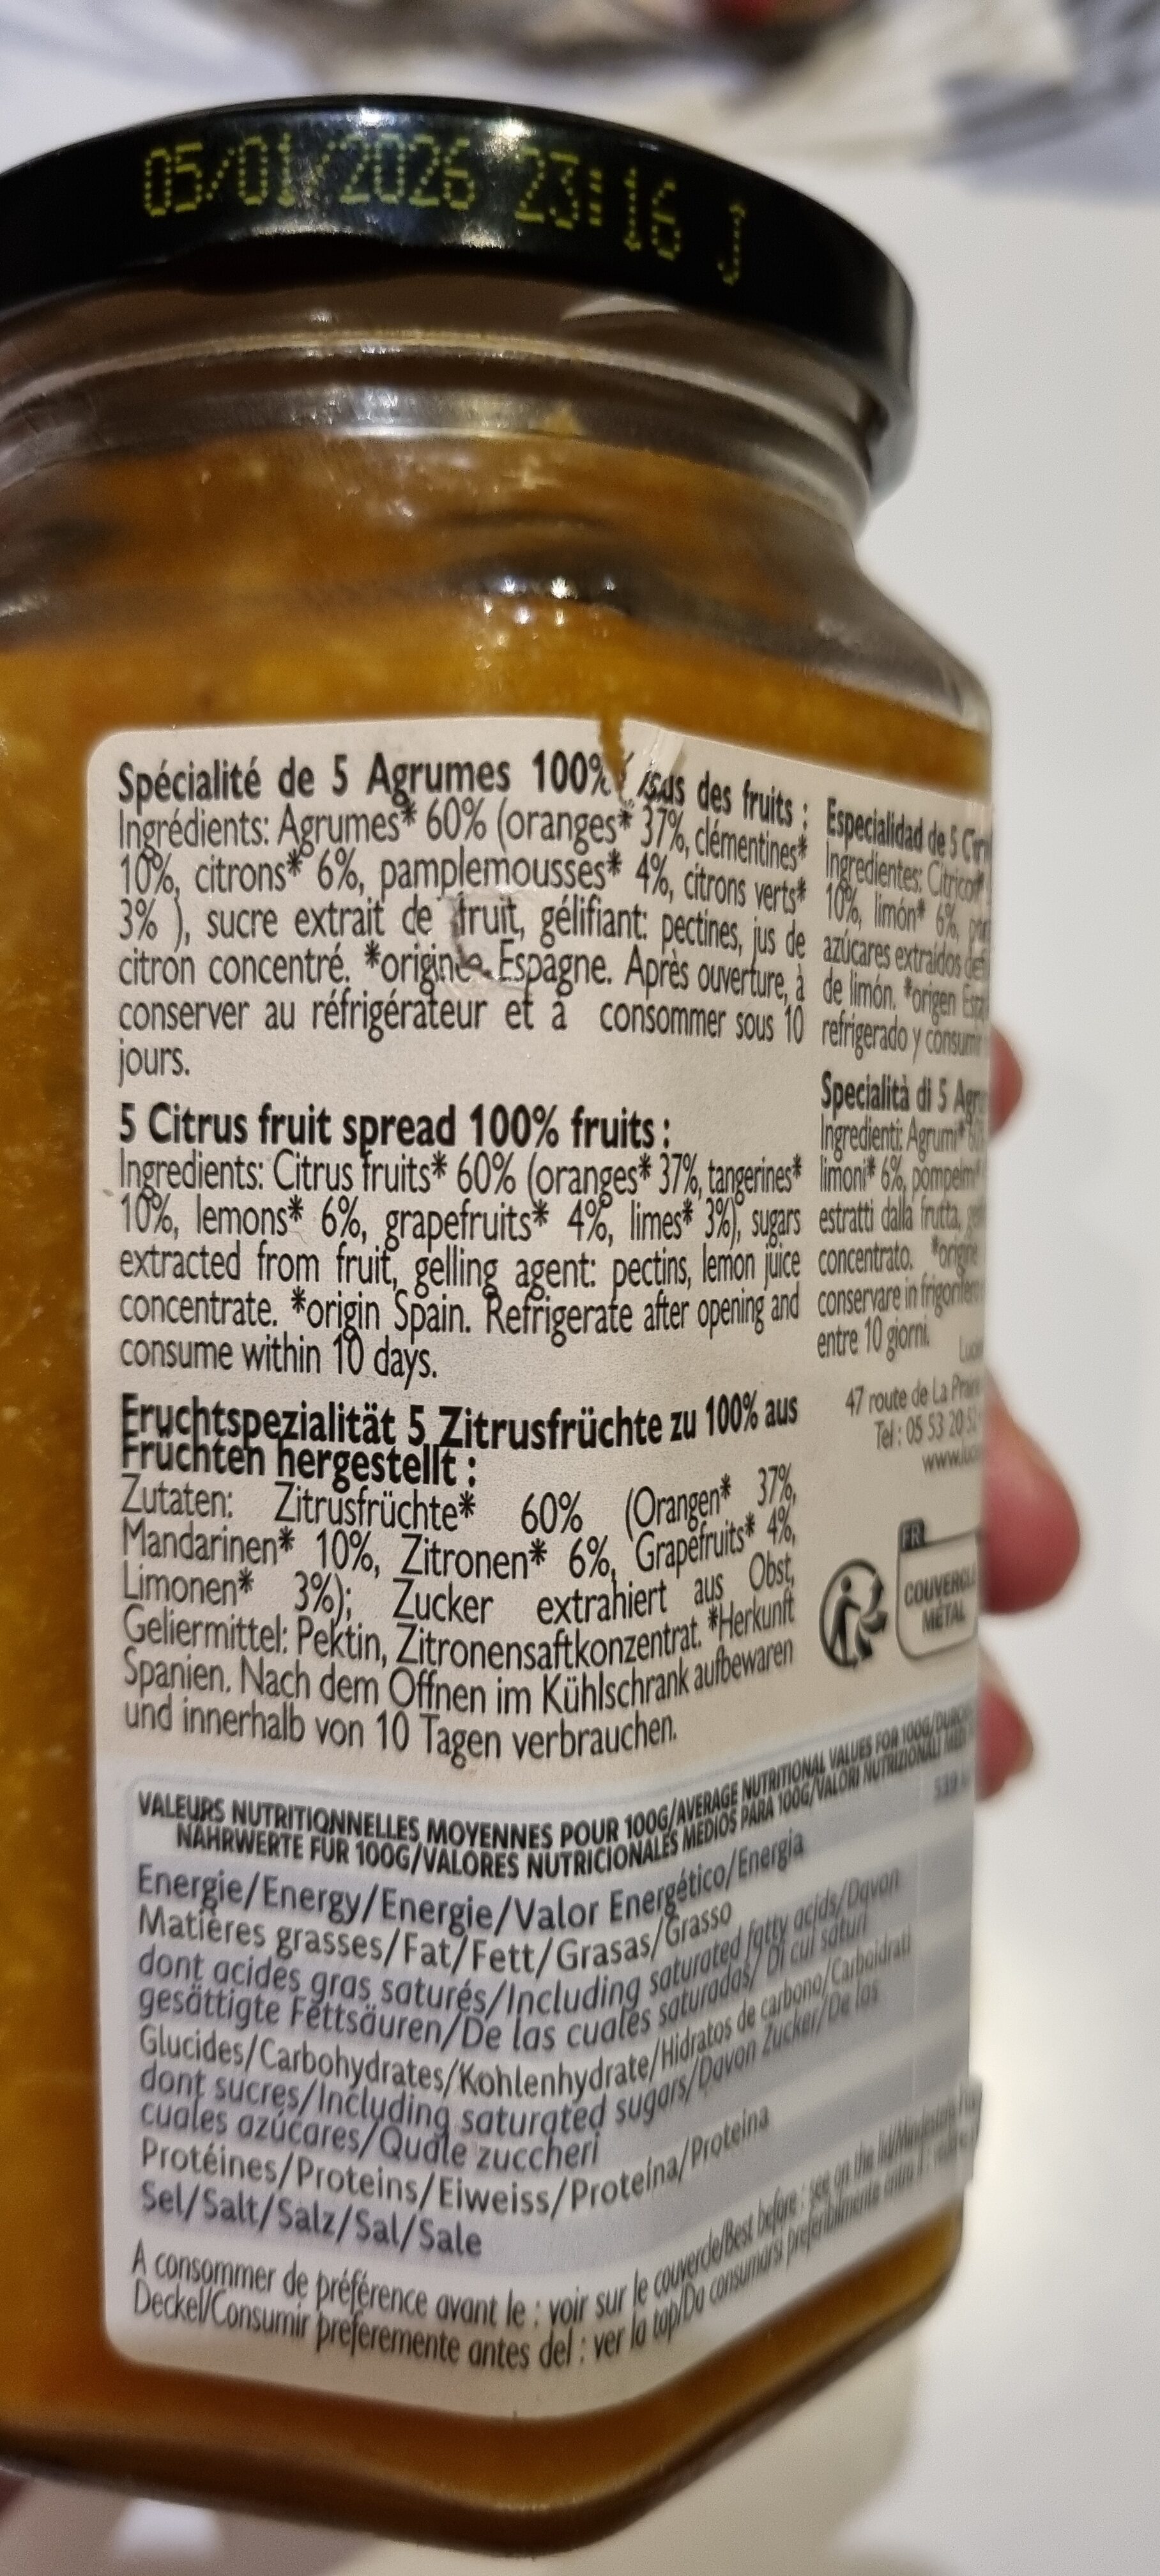 05/01/2026 23:16 J
Spécialité de 5 Agrumes 100% issus des fruits :
Ingrédients: Agrumes* 60% (oranges* 37%, clémentines*
10%, citrons* 6%, pamplemousses* 4%, citrons verts*
3% ), sucre extrait de fruit, gélifiant: pectines, jus de
citron concentré. *origine Espagne. Après ouverture, à
conserver au réfrigérateur et à consommer sous 10
jours.
5 Citrus fruit spread 100% fruits :
Ingredients: Citrus fruits* 60% (oranges* 37%, tangerines*
10%, lemons* 6%, grapefruits* 4%, limes* 3%), sugars
extracted from fruit, gelling agent: pectins, lemon juice
concentrate. *origin Spain. Refrigerate after opening and
consume within 10 days.
Fruchtspezialität 5 Zitrusfrüchte zu 100% aus
Früchten hergestellt :
Zutaten: Zitrusfrüchte* 60% (Orangen* 37%,
Mandarinen* 10%, Zitronen* 6%, Grapefruits* 4%,
Limonen* 3%); Zucker extrahiert aus Obst,
Geliermittel: Pektin, Zitronensaftkonzentrat. *Herkunft
Spanien. Nach dem Öffnen im Kühlschrank aufbewaren
und innerhalb von 10 Tagen verbrauchen.
Especialidad de 5
Ingredientes:
10%, limón* 6%,
azúcares extraídos
de limón. *origen
refrigerado y
Specialità di 5
Ingredienti: Agrumi*
limoni* 6%,
estratti dalla frutta,
concentrato. *origine
conservare in
entre 10 giorni.
47 route de La
Tel : 05 53 20
FR
COUVERCLE
MÉTAL
VALEURS NUTRITIONNELLES MOYENNES POUR 100G/AVERAGE NUTRITIONAL VALUES FOR 100G/
NÄHRWERTE FÜR 100G/VALORES NUTRICIONALES MEDIOS PARA 100G/VALORI NUTRIZIONALI
Energie/Energy/Energie/Valor Energético/Energia
Matières grasses/Fat/Fett/Grasas/Grasso
dont acides gras saturés/Including saturated fatty acids/Davon
gesättigte Fettsäuren/De las cuales saturadas/ Di cui saturi
Glucides/Carbohydrates/Kohlenhydrate/Hidratos de carbono/Carboidrati
dont sucres/Including saturated sugars/Davon Zucker/De las
cuales azúcares/Quale zuccheri
Protéines/Proteins/Eiweiss/Proteína/Proteina
Sel/Salt/Salz/Sal/Sale
A consommer de préférence avant le : voir sur le couvercle/Best before : see on the lid/
Deckel/Consumir preferemente antes del : ver la tap/Da consumarsi preferibilmente entro il :